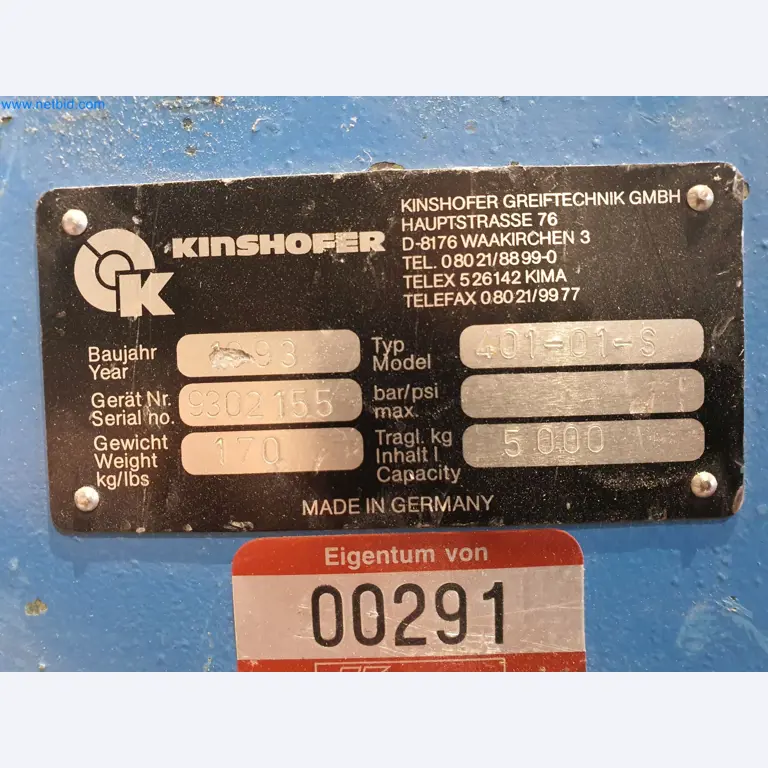 www.netbid.com
KINSHOFER
KINSHOFER GREIFTECHNIK GMBH
HAUPTSTRASSE 76
D-8176 WAAKIRCHEN 3
TEL. 08021/8899-0
TELEX 526142 KIMA
TELEFAX 08021/9977
Baujahr
Year
1993
Typ
Model
401-01-S
Gerät Nr.
Serial no.
9302155
bar/psi
max.
Gewicht
Weight
kg/lbs
170
Tragl. kg
Inhalt l
Capacity
5000
MADE IN GERMANY
Eigentum von
00291